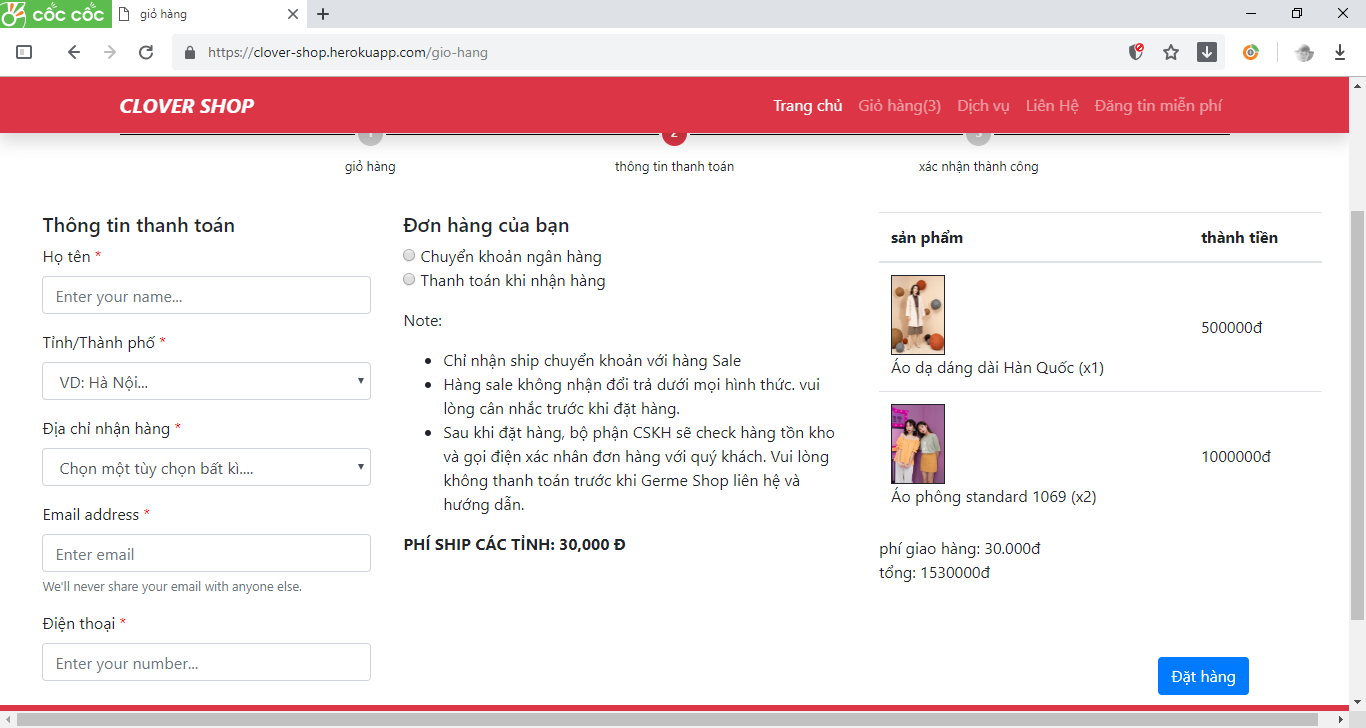 cốc cốc
giỏ hàng
https://clover-shop.herokuapp.com/gio-hang
CLOVER SHOP
Trang chủ
Giỏ hàng(3)
Dịch vụ
Liên Hệ
Đăng tin miễn phí
1
2
3
giỏ hàng
thông tin thanh toán
xác nhận thành công
Thông tin thanh toán
Họ tên *
Enter your name...
Tỉnh/Thành phố *
VD: Hà Nội...
Địa chỉ nhận hàng *
Chọn một tùy chọn bất kì....
Email address *
Enter email
We'll never share your email with anyone else.
Điện thoại *
Enter your number...
Đơn hàng của bạn
Chuyển khoản ngân hàng
Thanh toán khi nhận hàng
Note:
Chỉ nhận ship chuyển khoản với hàng Sale
Hàng sale không nhận đổi trả dưới mọi hình thức. vui
lòng cân nhắc trước khi đặt hàng.
Sau khi đặt hàng, bộ phận CSKH sẽ check hàng tồn kho
và gọi điện xác nhân đơn hàng với quý khách. Vui lòng
không thanh toán trước khi Germe Shop liên hệ và
hướng dẫn.
PHÍ SHIP CÁC TỈNH: 30,000 Đ
sản phẩm
thành tiền
500000đ
Áo dạ dáng dài Hàn Quốc (x1)
1000000đ
Áo phông standard 1069 (x2)
phí giao hàng: 30.000đ
tổng: 1530000đ
Đặt hàng